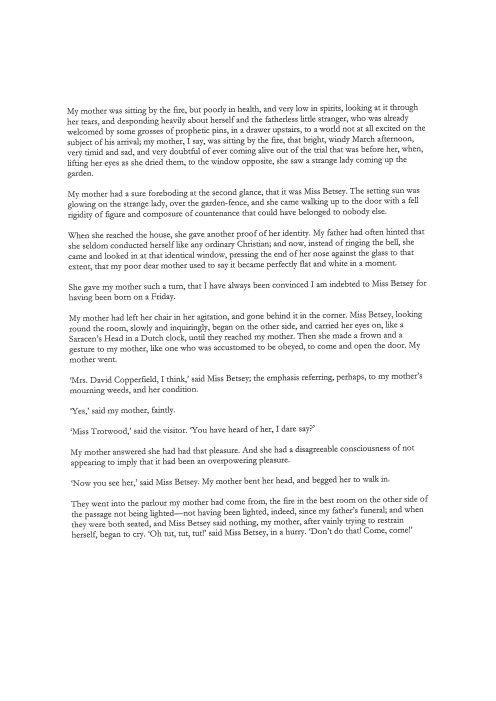 My mother was sitting by the fire, but poorly in health, and very low in spirits, looking at it through
her tears, and desponding heavily about herself and the fatherless little stranger, who was already
welcomed by some grosses of prophetic pins, in a drawer upstairs, to a world not at all excited on the
subject of his arrival; my mother, I say, was sitting by the fire, that bright, windy March afternoon,
very timid and sad, and very doubtful of ever coming alive out of the trial that was before her, when,
lifting her eyes as she dried them, to the window opposite, she saw a strange lady coming up the
garden.
My mother had a sure foreboding at the second glance, that it was Miss Betsey. The setting sun was
glowing on the strange lady, over the garden-fence, and she came walking up to the door with a fell
rigidity of figure and composure of countenance that could have belonged to nobody else.
When she reached the house, she gave another proof of her identity. My father had often hinted that
she seldom conducted herself like any ordinary Christian; and now, instead of ringing the bell, she
came and looked in at that identical window, pressing the end of her nose against the glass to that
extent, that my poor dear mother used to say it became perfectly flat and white in a moment.
She gave my mother such a turn, that I have always been convinced I am indebted to Miss Betsey for
having been born on a Friday.
My mother had left her chair in her agitation, and gone behind it in the corner. Miss Betsey, looking
round the room, slowly and inquiringly, began on the other side, and carried her eyes on, like a
Saracen's Head in a Dutch clock, until they reached my mother. Then she made a frown and a
gesture to my mother, like one who was accustomed to be obeyed, to come and open the door. My
mother went.
‘Mrs. David Copperfield, I think,’ said Miss Betsey; the emphasis referring, perhaps, to my mother’s
mourning weeds, and her condition.
‘Yes,’ said my mother, faintly.
‘Miss Trotwood,’ said the visitor. ‘You have heard of her, I dare say?’
My mother answered she had had that pleasure. And she had a disagreeable consciousness of not
appearing to imply that it had been an overpowering pleasure.
‘Now you see her,’ said Miss Betsey. My mother bent her head, and begged her to walk in.
They went into the parlour my mother had come from, the fire in the best room on the other side of
the passage not being lighted—not having been lighted, indeed, since my father’s funeral; and when
they were both seated, and Miss Betsey said nothing, my mother, after vainly trying to restrain
herself, began to cry. ‘Oh tut, tut, tut!’ said Miss Betsey, in a hurry. ‘Don’t do that! Come, come!’